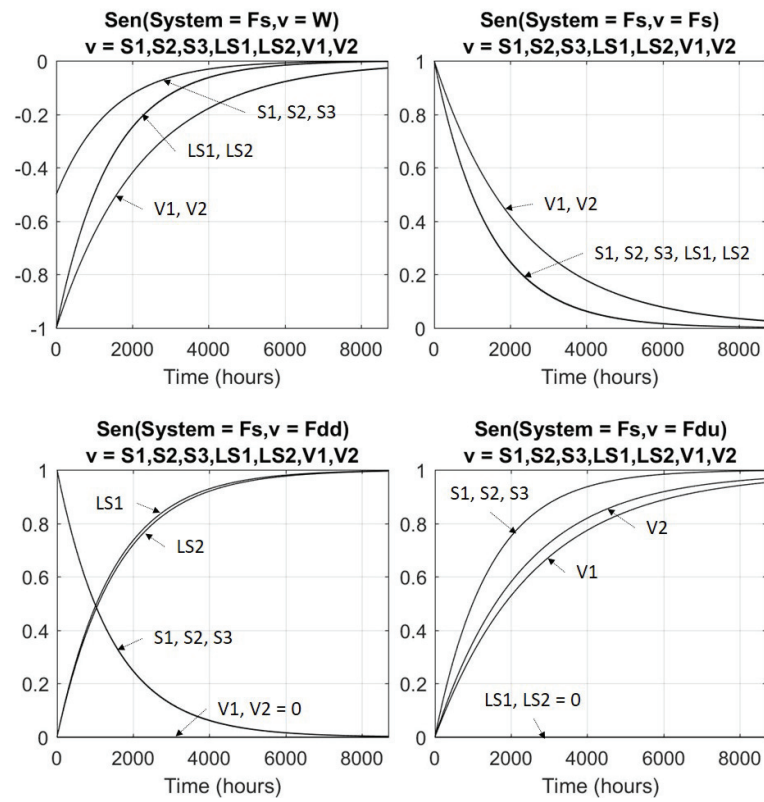 Sen(System = Fs,v = W)
v = S1,S2,S3,LS1,LS2,V1,V2
0
-0.2
-0.4
-0.6
-0.8
-1
S1, S2, S3
LS1, LS2
V1, V2
0 2000 4000 6000 8000
Time (hours)
Sen(System = Fs,v = Fs)
v = S1,S2,S3,LS1,LS2,V1,V2
1
0.8
0.6
0.4
0.2
0
V1, V2
S1, S2, S3, LS1, LS2
0 2000 4000 6000 8000
Time (hours)
Sen(System = Fs,v = Fdd)
v = S1,S2,S3,LS1,LS2,V1,V2
1
0.8
0.6
0.4
0.2
0
LS1
LS2
S1, S2, S3
V1, V2 = 0
0 2000 4000 6000 8000
Time (hours)
Sen(System = Fs,v = Fdu)
v = S1,S2,S3,LS1,LS2,V1,V2
1
0.8
0.6
0.4
0.2
0
S1, S2, S3
V2
V1
LS1, LS2 = 0
0 2000 4000 6000 8000
Time (hours)